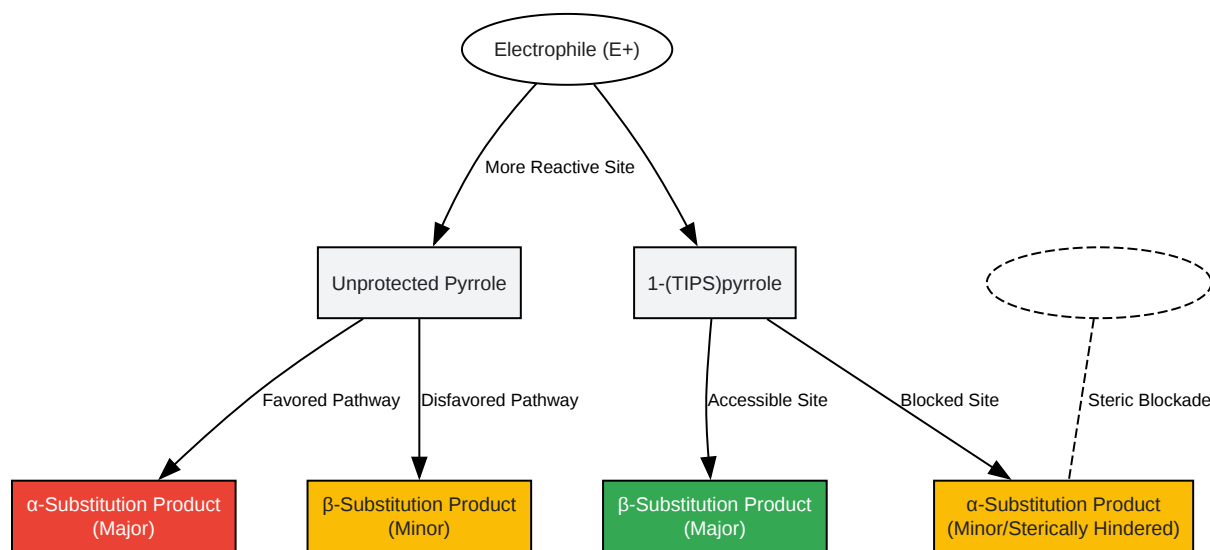 Electrophile (E+)
More Reactive Site
Unprotected Pyrrole
1-(TIPS)pyrrole
Favored Pathway
Disfavored Pathway
Accessible Site
Blocked Site
Steric Blockade
α-Substitution Product
(Major)
β-Substitution Product
(Minor)
β-Substitution Product
(Major)
α-Substitution Product
(Minor/Sterically Hindered)